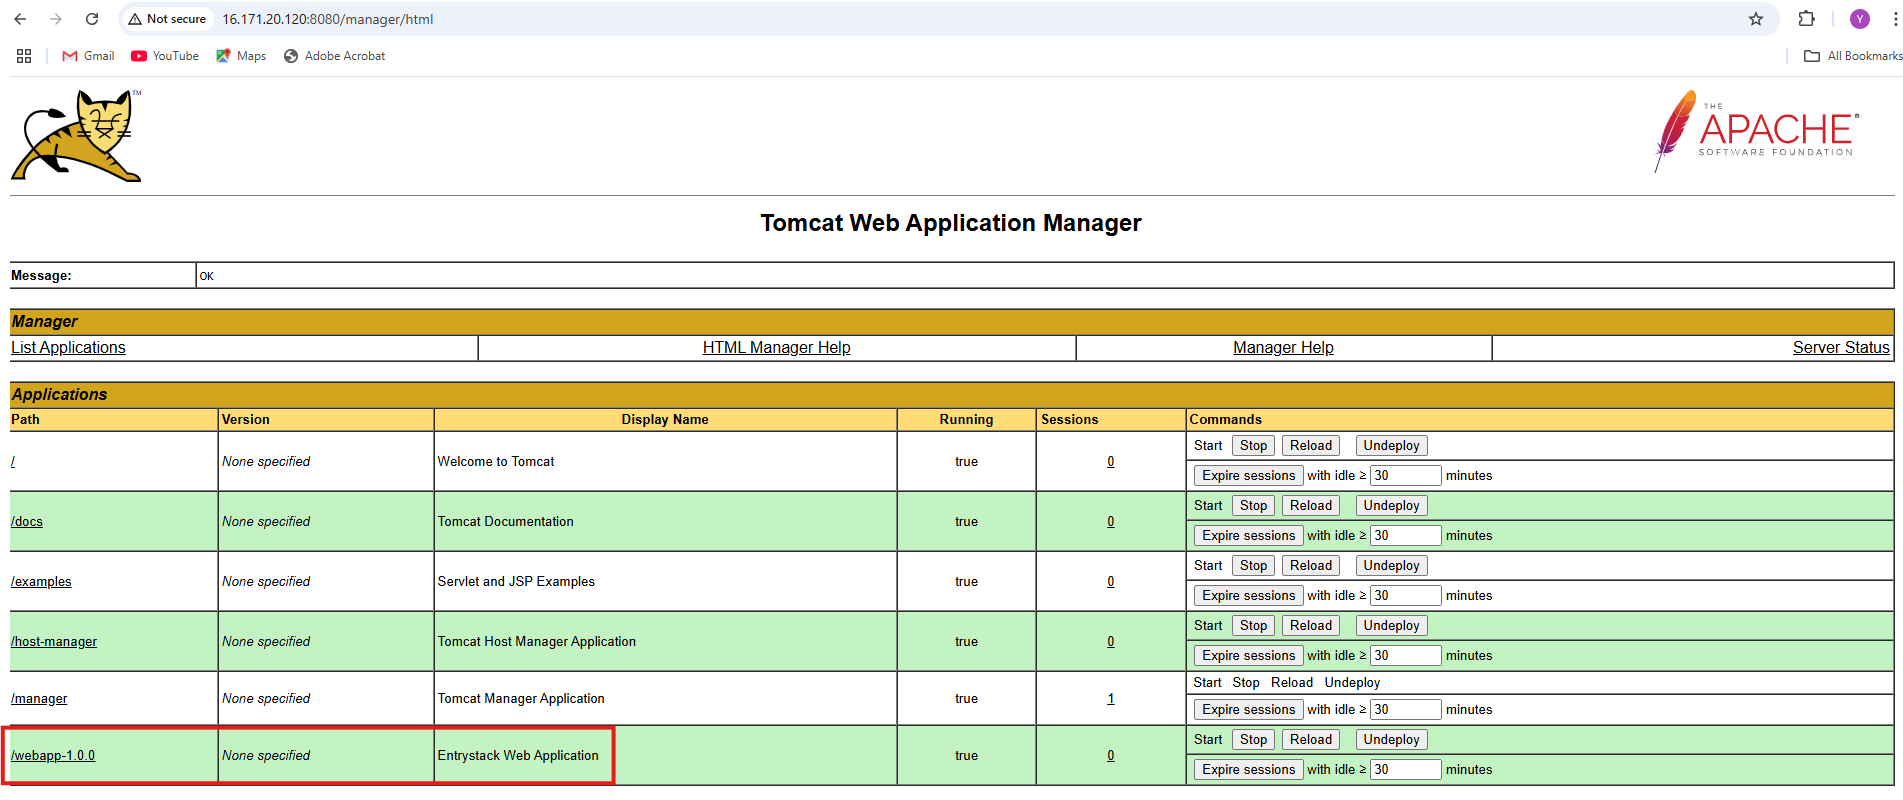 Not secure 16.171.20.120:8080/manager/html Y
Gmail YouTube Maps Adobe Acrobat All Bookmarks
TM
THE
APACHE®
SOFTWARE FOUNDATION
Tomcat Web Application Manager
Message: OK
Manager
List Applications HTML Manager Help Manager Help Server Status
Applications
Path Version Display Name Running Sessions Commands
/ None specified Welcome to Tomcat true 0 Start Stop Reload Undeploy
Expire sessions with idle ≥ 30 minutes
/docs None specified Tomcat Documentation true 0 Start Stop Reload Undeploy
Expire sessions with idle ≥ 30 minutes
/examples None specified Servlet and JSP Examples true 0 Start Stop Reload Undeploy
Expire sessions with idle ≥ 30 minutes
/host-manager None specified Tomcat Host Manager Application true 0 Start Stop Reload Undeploy
Expire sessions with idle ≥ 30 minutes
/manager None specified Tomcat Manager Application true 1 Start Stop Reload Undeploy
Expire sessions with idle ≥ 30 minutes
/webapp-1.0.0 None specified Entrystack Web Application true 0 Start Stop Reload Undeploy
Expire sessions with idle ≥ 30 minutes